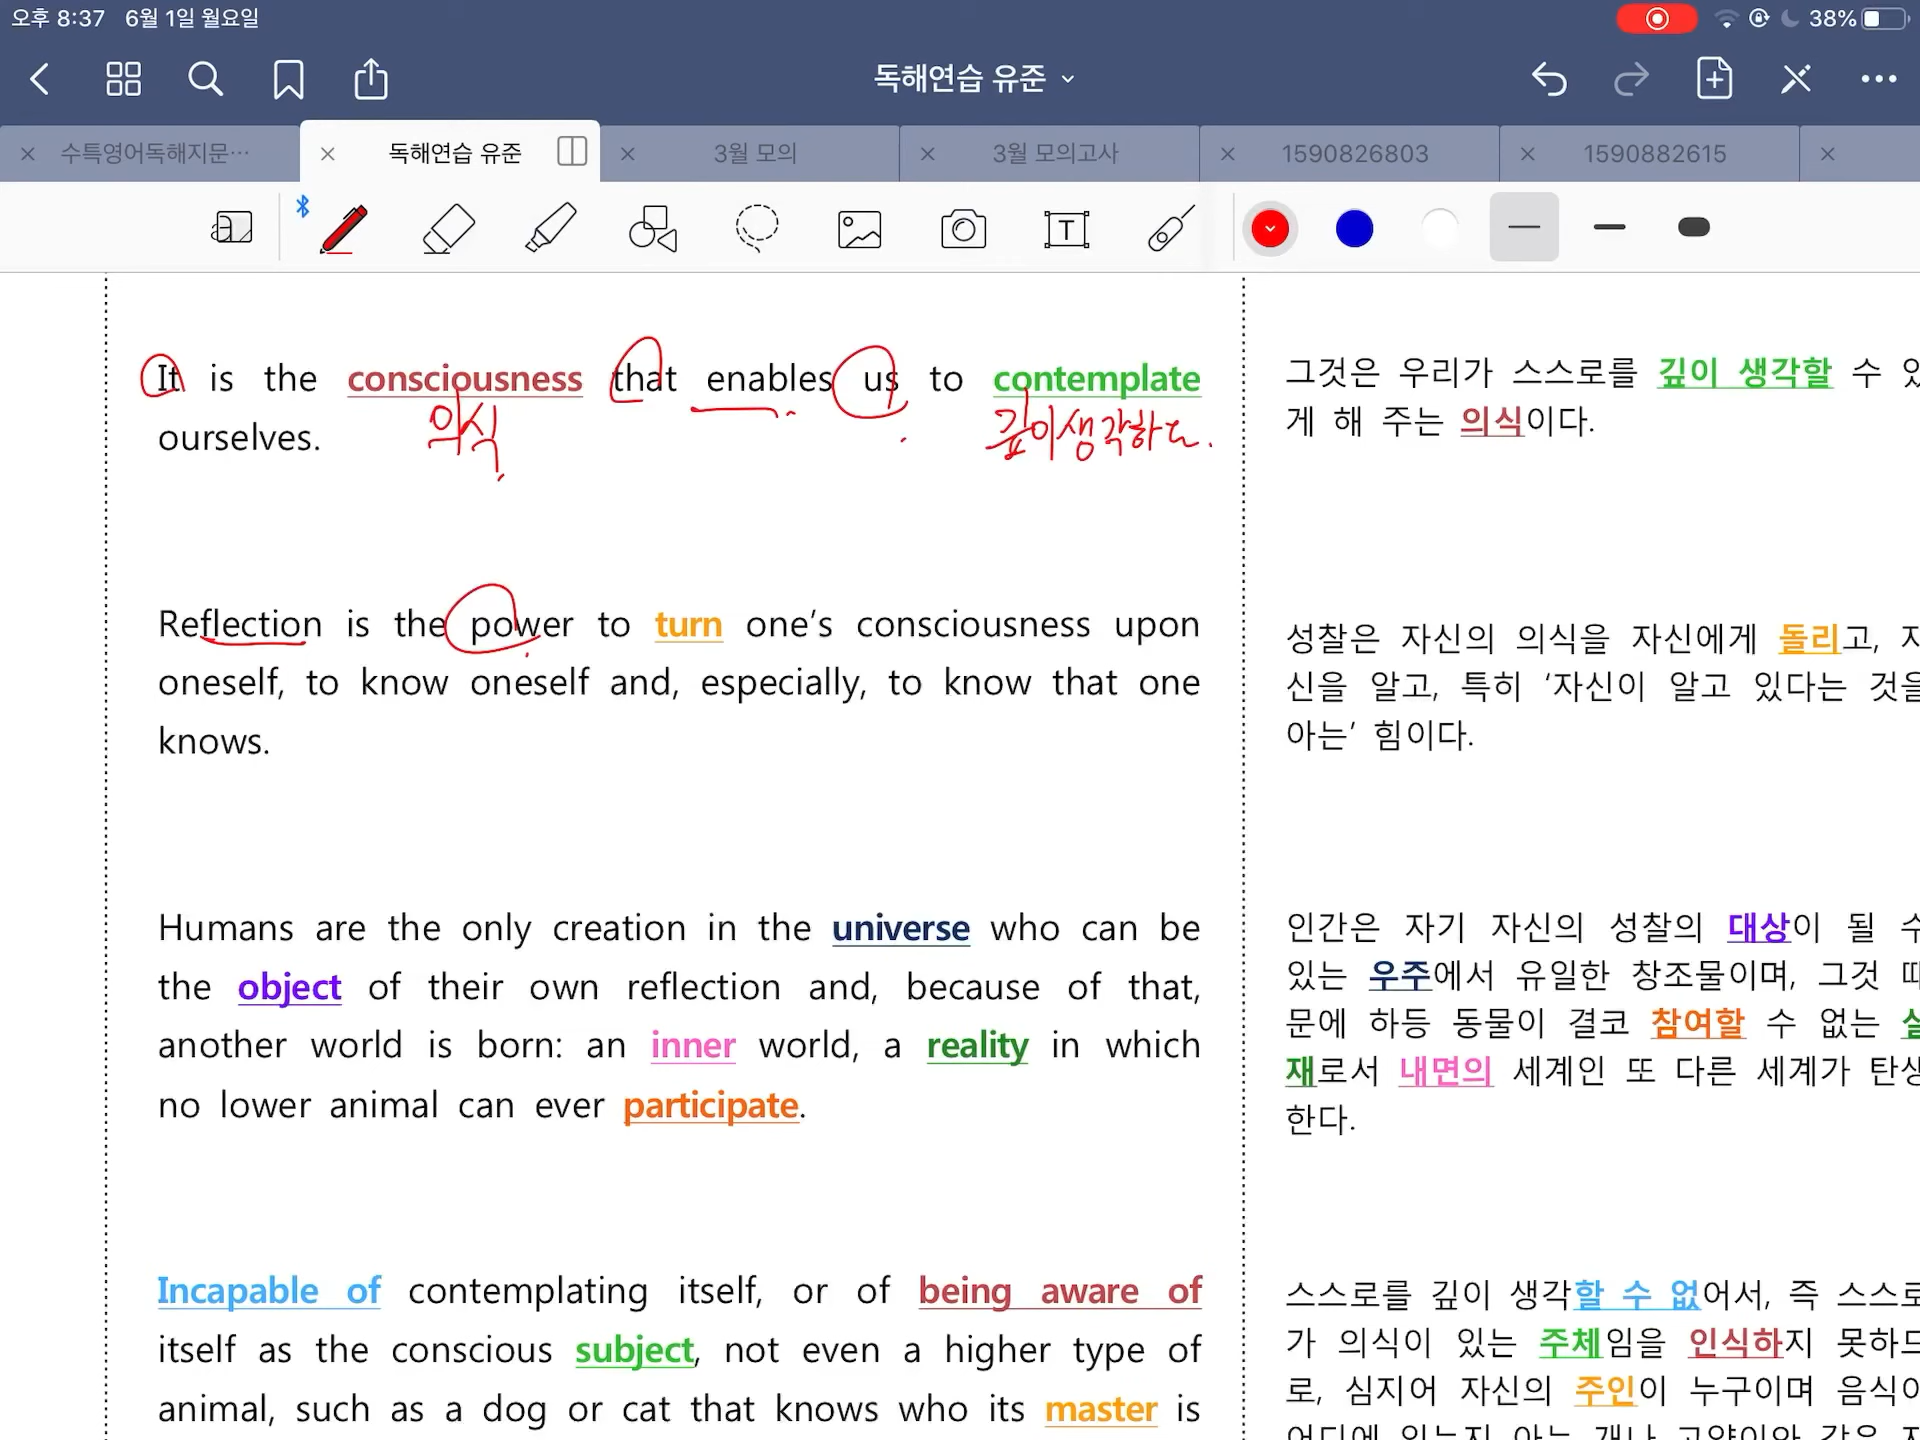 오후 8:37 6월 1일 월요일
38%
독해연습 유준
수특영어독해지문…
독해연습 유준
3월 모의
3월 모의고사
1590826803
1590882615
It is the consciousness that enables us to contemplate
의식
깊이생각하다.
ourselves.
Reflection is the power to turn one's consciousness upon
oneself, to know oneself and, especially, to know that one
knows.
Humans are the only creation in the universe who can be
the object of their own reflection and, because of that,
another world is born: an inner world, a reality in which
no lower animal can ever participate.
Incapable of contemplating itself, or of being aware of
itself as the conscious subject, not even a higher type of
animal, such as a dog or cat that knows who its master is
그것은 우리가 스스로를 깊이 생각할 수 있
게 해 주는 의식이다.
성찰은 자신의 의식을 자신에게 돌리고, 자
신을 알고, 특히 '자신이 알고 있다는 것을
아는' 힘이다.
인간은 자기 자신의 성찰의 대상이 될 수
있는 우주에서 유일한 창조물이며, 그것 때
문에 하등 동물이 결코 참여할 수 없는 실
재로서 내면의 세계인 또 다른 세계가 탄생
한다.
스스로를 깊이 생각할 수 없어서, 즉 스스로
가 의식이 있는 주체임을 인식하지 못하므
로, 심지어 자신의 주인이 누구이며 음식이